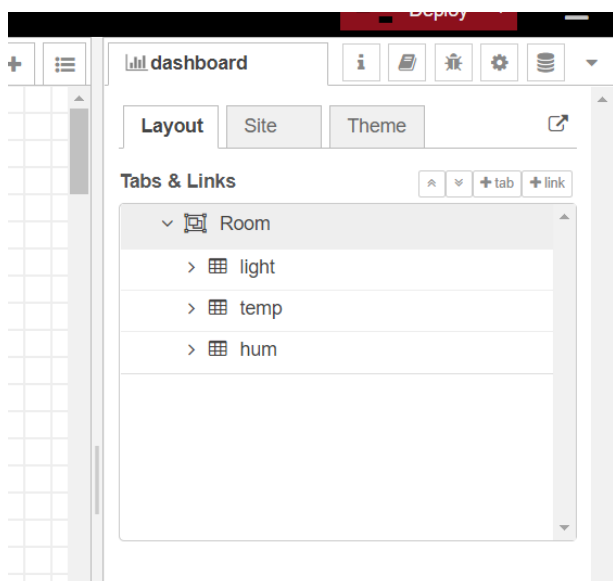 Deploy
dashboard
i
Layout Site Theme
Tabs & Links
+ tab + link
Room
light
temp
hum